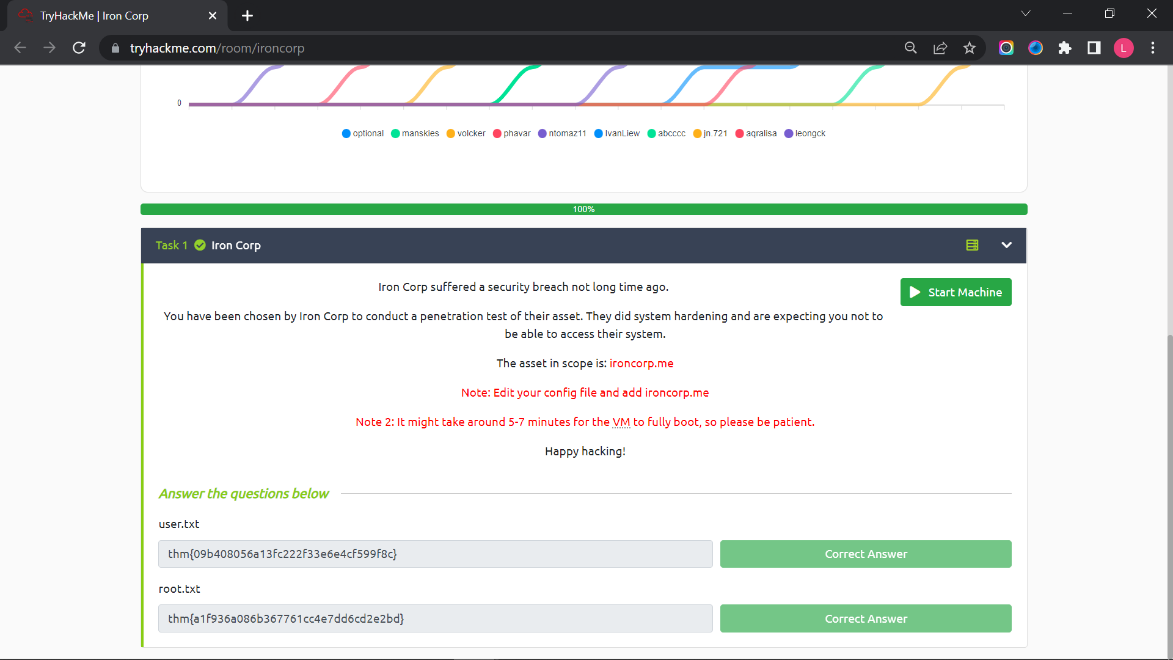 TryHackMe | Iron Corp
tryhackme.com/room/ironcorp
L
0
optional manskies volcker phavar ntomaz11 IvanLiew abcccc jn.721 aqralisa leongck
100%
Task 1 Iron Corp
Start Machine
Iron Corp suffered a security breach not long time ago.
You have been chosen by Iron Corp to conduct a penetration test of their asset. They did system hardening and are expecting you not to
be able to access their system.
The asset in scope is: ironcorp.me
Note: Edit your config file and add ironcorp.me
Note 2: It might take around 5-7 minutes for the VM to fully boot, so please be patient.
Happy hacking!
Answer the questions below
user.txt
thm{09b408056a13fc222f33e6e4cf599f8c}
Correct Answer
root.txt
thm{a1f936a086b367761cc4e7dd6cd2e2bd}
Correct Answer